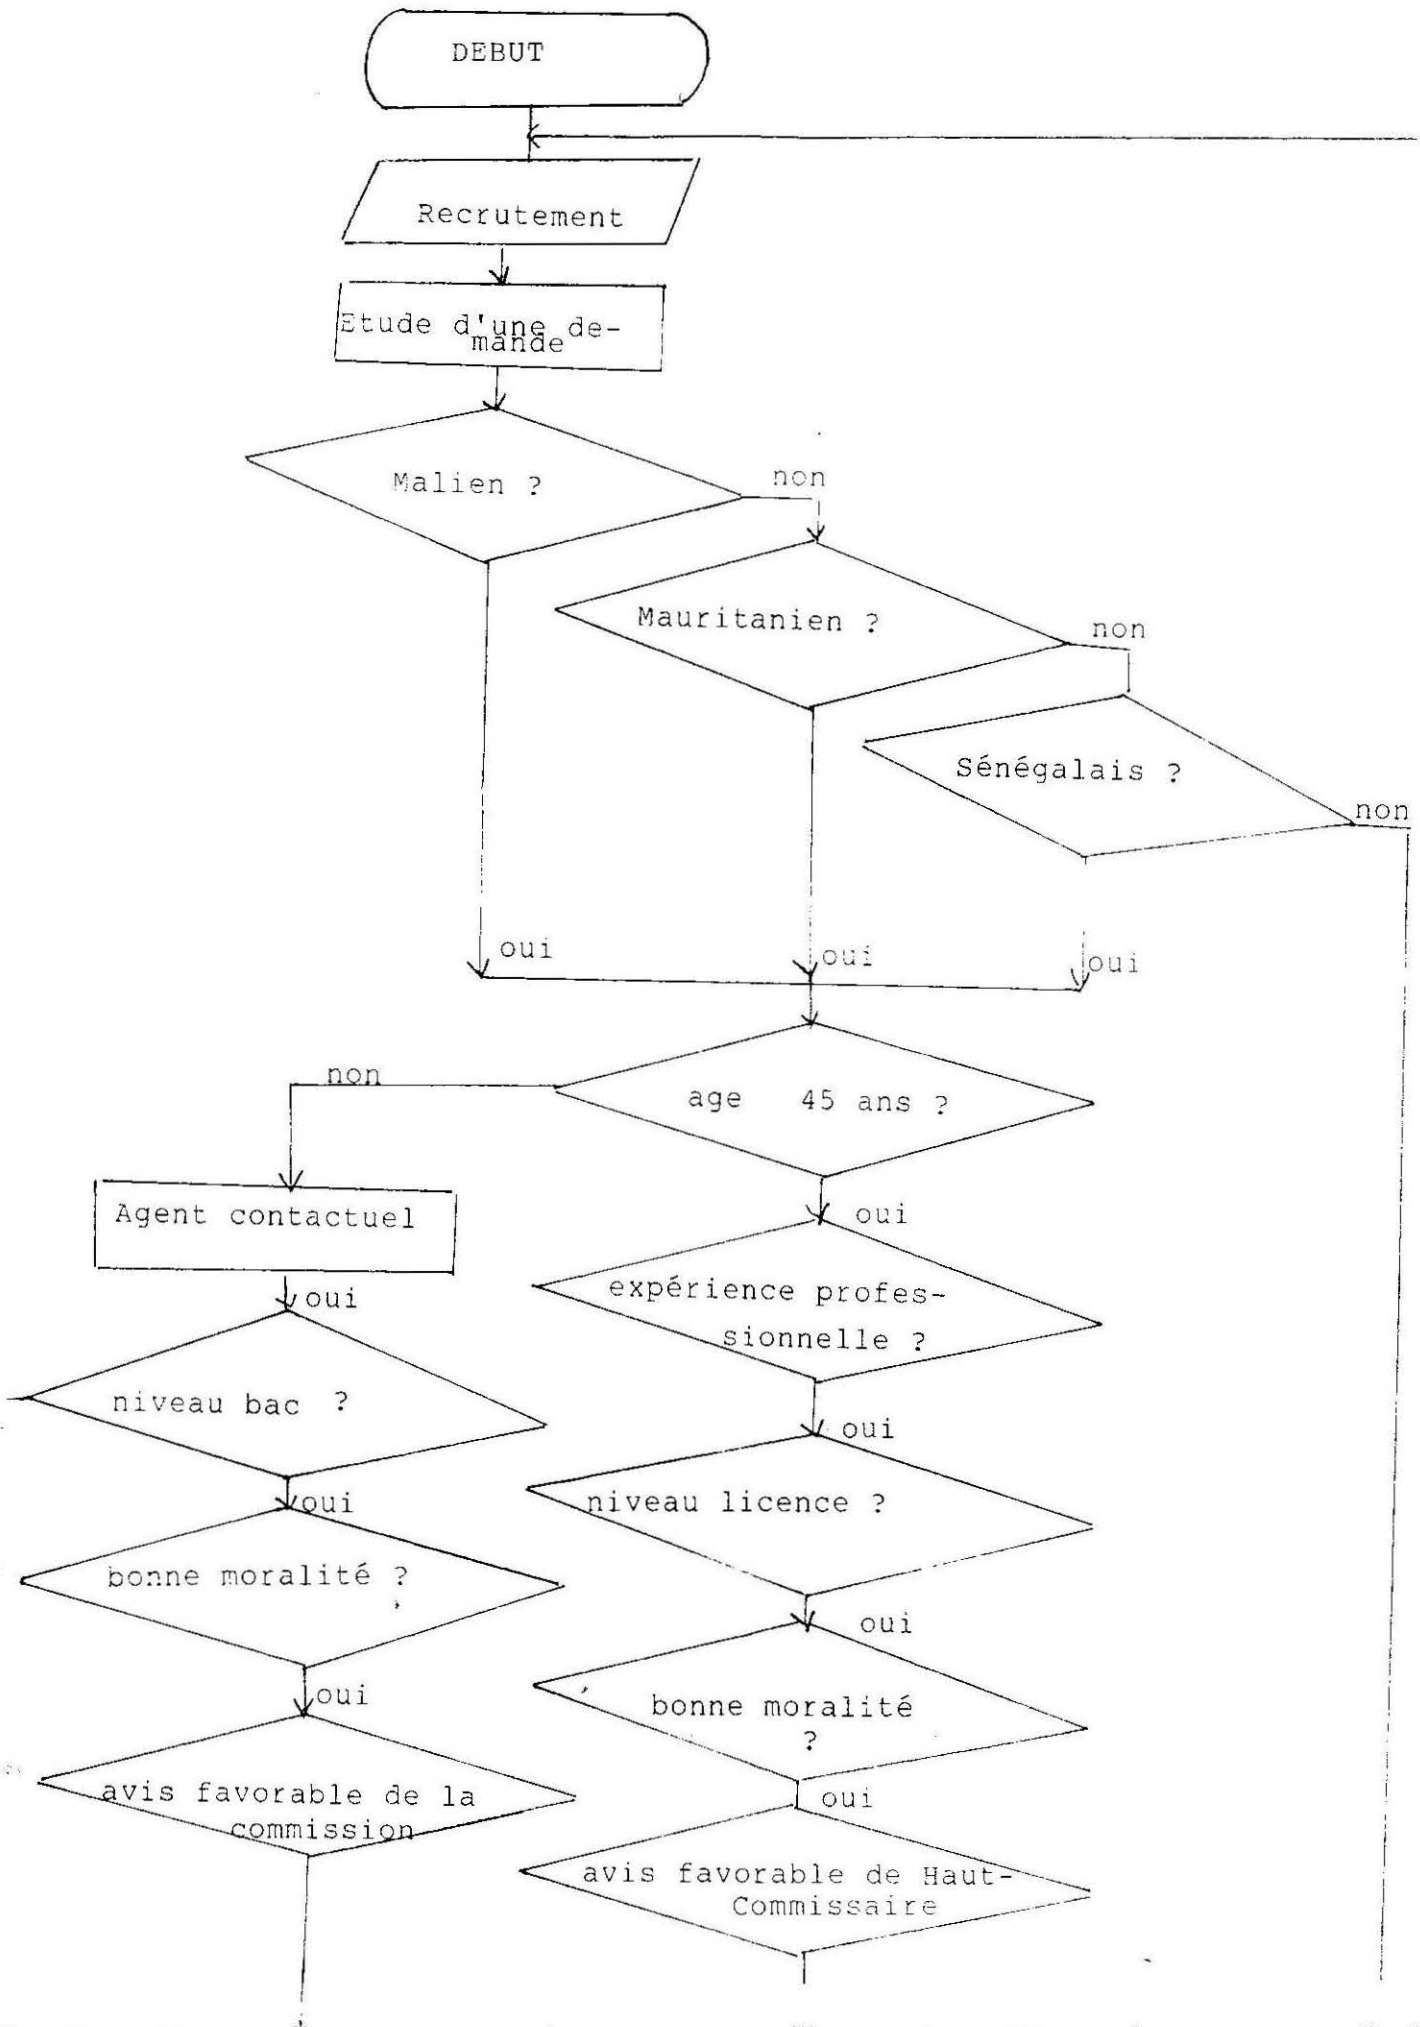 DEBUT
Recrutement
Etude d'une de-
mande
Malien ?
non
Mauritanien ?
non
Sénégalais ?
non
oui
oui
oui
non
age 45 ans ?
Agent contactuel
oui
oui
expérience profes-
sionnelle ?
niveau bac ?
oui
oui
niveau licence ?
bonne moralité ?
oui
oui
bonne moralité
?
avis favorable de la
commission
oui
avis favorable de Haut-
Commissaire